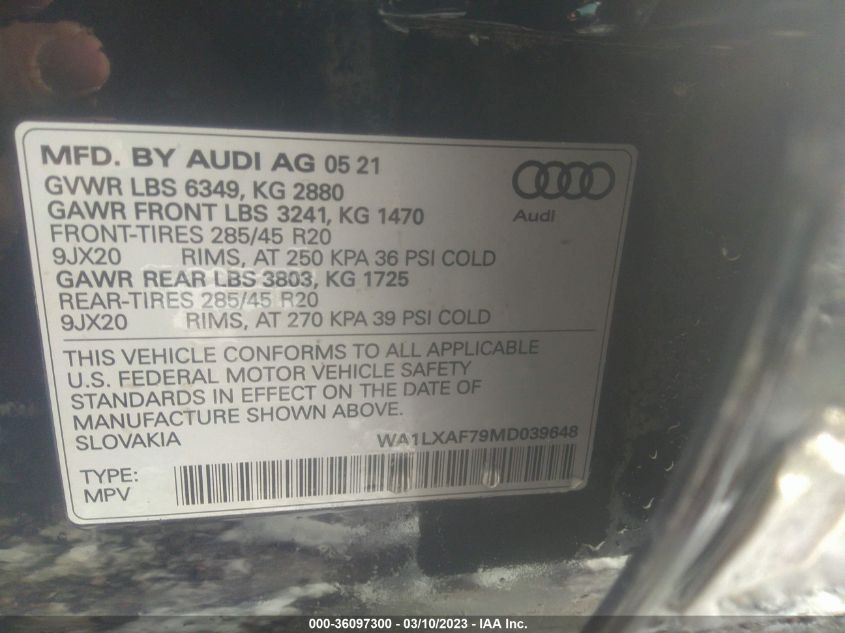 MFD. BY AUDI AG 05 21
GVWR LBS 6349, KG 2880
GAWR FRONT LBS 3241, KG 1470
FRONT-TIRES 285/45 R20
9JX20 RIMS, AT 250 KPA 36 PSI COLD
GAWR REAR LBS 3803, KG 1725
REAR-TIRES 285/45 R20
9JX20 RIMS, AT 270 KPA 39 PSI COLD
Audi
THIS VEHICLE CONFORMS TO ALL APPLICABLE
U.S. FEDERAL MOTOR VEHICLE SAFETY
STANDARDS IN EFFECT ON THE DATE OF
MANUFACTURE SHOWN ABOVE.
SLOVAKIA WA1LXAF79MD039648
TYPE:
MPV
000-36097300 — 03/10/2023 — IAA Inc.